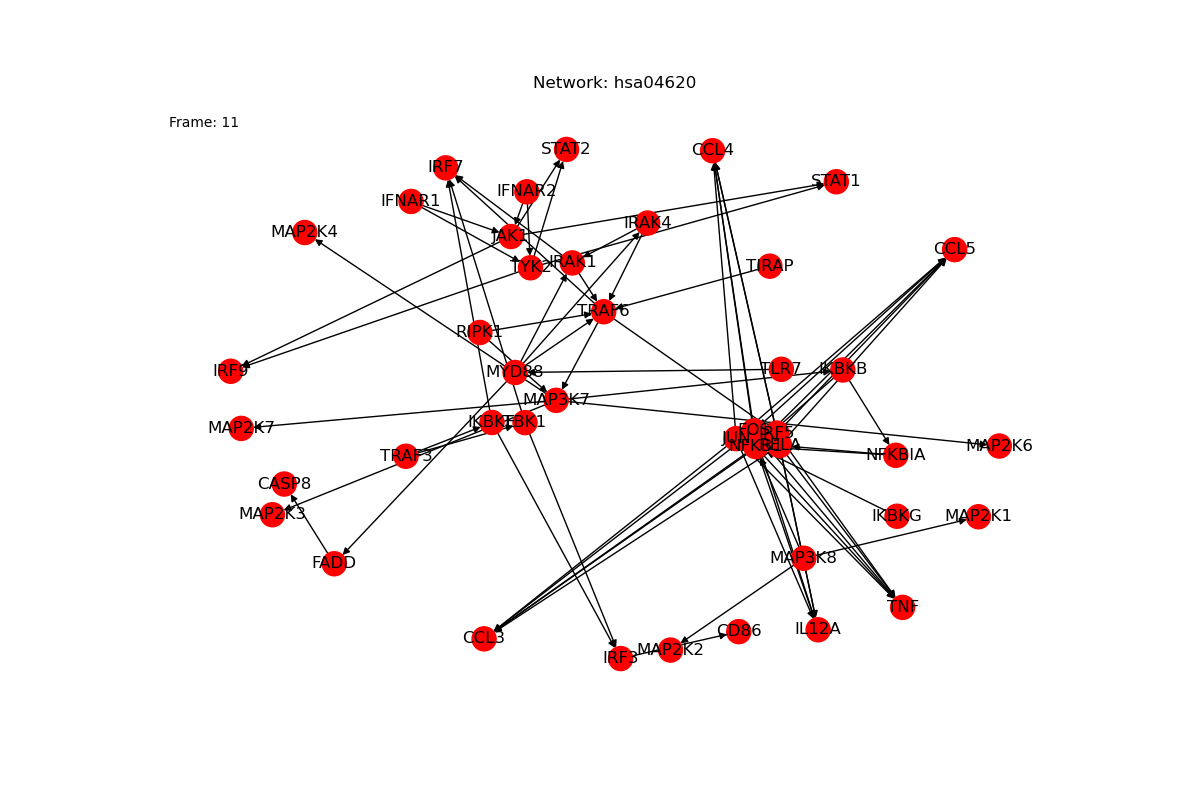 Network: hsa04620
Frame: 11
STAT2
CCL4
IRF7
STAT1
IFNAR2
IFNAR1
IRAK4
MAP2K4
JAK1
CCL5
IRAK1
TYK2
TIRAP
TRAF6
RIPK1
TLR7
IKBKB
IRF9
MYD88
MAP3K7
IKBKE
TBK1
MAP2K7
FOS
IRF5
JUN
NFKB1
RELA
MAP2K6
TRAF3
NFKBIA
CASP8
MAP2K3
IKBKG
MAP2K1
MAP3K8
FADD
TNF
IL12A
CD86
CCL3
MAP2K2
IRF3